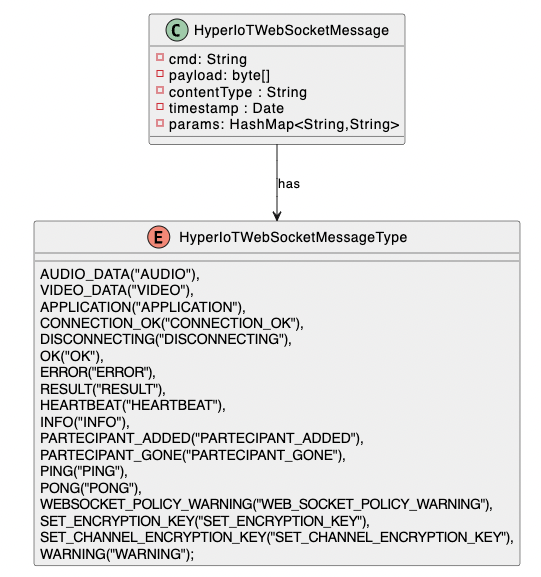 C HyperIoTWebSocketMessage
cmd: String
payload: byte[]
contentType : String
timestamp : Date
params: HashMap<String,String>
has
E HyperIoTWebSocketMessageType
AUDIO_DATA("AUDIO"),
VIDEO_DATA("VIDEO"),
APPLICATION("APPLICATION"),
CONNECTION_OK("CONNECTION_OK"),
DISCONNECTING("DISCONNECTING"),
OK("OK"),
ERROR("ERROR"),
RESULT("RESULT"),
HEARTBEAT("HEARTBEAT"),
INFO("INFO"),
PARTECIPANT_ADDED("PARTECIPANT_ADDED"),
PARTECIPANT_GONE("PARTECIPANT_GONE"),
PING("PING"),
PONG("PONG"),
WEBSOCKET_POLICY_WARNING("WEB_SOCKET_POLICY_WARNING"),
SET_ENCRYPTION_KEY("SET_ENCRYPTION_KEY"),
SET_CHANNEL_ENCRYPTION_KEY("SET_CHANNEL_ENCRYPTION_KEY"),
WARNING("WARNING");